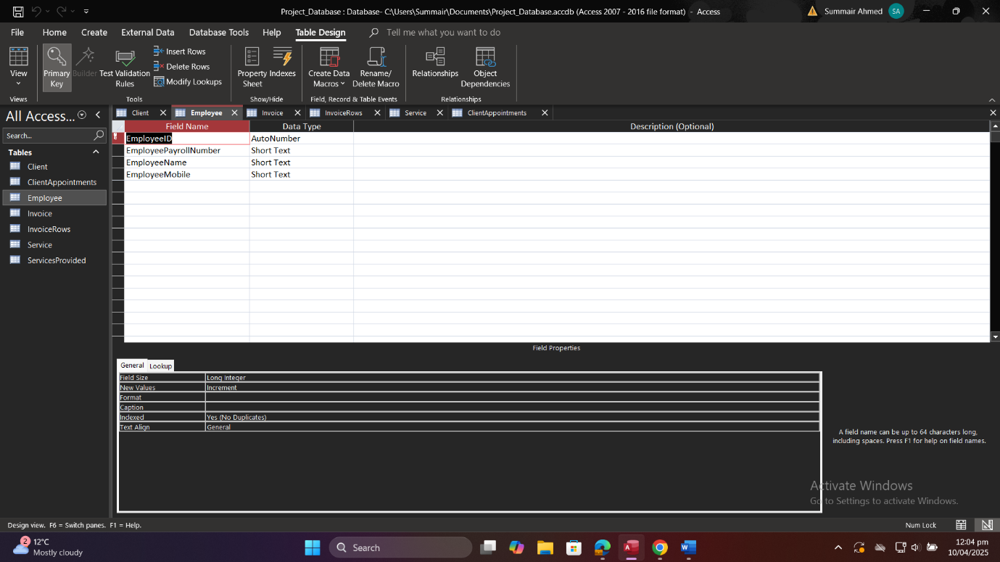 Project_Database : Database- C:\Users\Summair\Documents\Project_Database.accdb (Access 2007 - 2016 file format) - Access
Summair Ahmed SA
File Home Create External Data Database Tools Help Table Design Tell me what you want to do
View
Views
Primary Key
Builder
Test Validation Rules
Insert Rows
Delete Rows
Modify Lookups
Tools
Property Sheet
Indexes
Show/Hide
Create Data Macros
Rename/ Delete Macro
Field, Record & Table Events
Relationships
Object Dependencies
Relationships
All Access...
Search...
Tables
Client
ClientAppointments
Employee
Invoice
InvoiceRows
Service
ServicesProvided
Client Employee Invoice InvoiceRows Service ClientAppointments
Field Name Data Type Description (Optional)
EmployeeID AutoNumber
EmployeePayrollNumber Short Text
EmployeeName Short Text
EmployeeMobile Short Text
Field Properties
General Lookup
Field Size Long Integer
New Values Increment
Format
Caption
Indexed Yes (No Duplicates)
Text Align General
A field name can be up to 64 characters long,
including spaces. Press F1 for help on field names.
Activate Windows
Go to Settings to activate Windows.
Design view. F6 = Switch panes. F1 = Help.
Num Lock
2
12°C
Mostly cloudy
Search
12:04 pm
10/04/2025